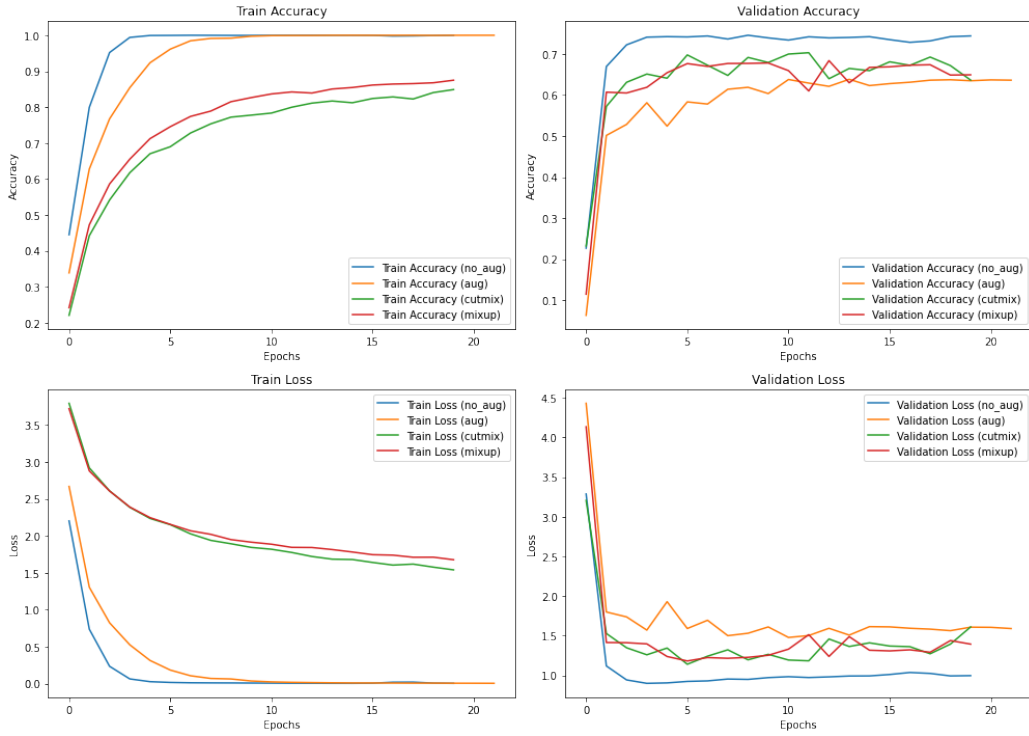 Train Accuracy
1.0
0.9
0.8
0.7
0.6
0.5
0.4
0.3
0.2
Accuracy
0
5
10
15
20
Epochs
Train Accuracy (no_aug)
Train Accuracy (aug)
Train Accuracy (cutmix)
Train Accuracy (mixup)
Validation Accuracy
0.7
0.6
0.5
0.4
0.3
0.2
0.1
Accuracy
0
5
10
15
20
Epochs
Validation Accuracy (no_aug)
Validation Accuracy (aug)
Validation Accuracy (cutmix)
Validation Accuracy (mixup)
Train Loss
3.5
3.0
2.5
2.0
1.5
1.0
0.5
0.0
Loss
0
5
10
15
20
Epochs
Train Loss (no_aug)
Train Loss (aug)
Train Loss (cutmix)
Train Loss (mixup)
Validation Loss
4.5
4.0
3.5
3.0
2.5
2.0
1.5
1.0
Loss
0
5
10
15
20
Epochs
Validation Loss (no_aug)
Validation Loss (aug)
Validation Loss (cutmix)
Validation Loss (mixup)